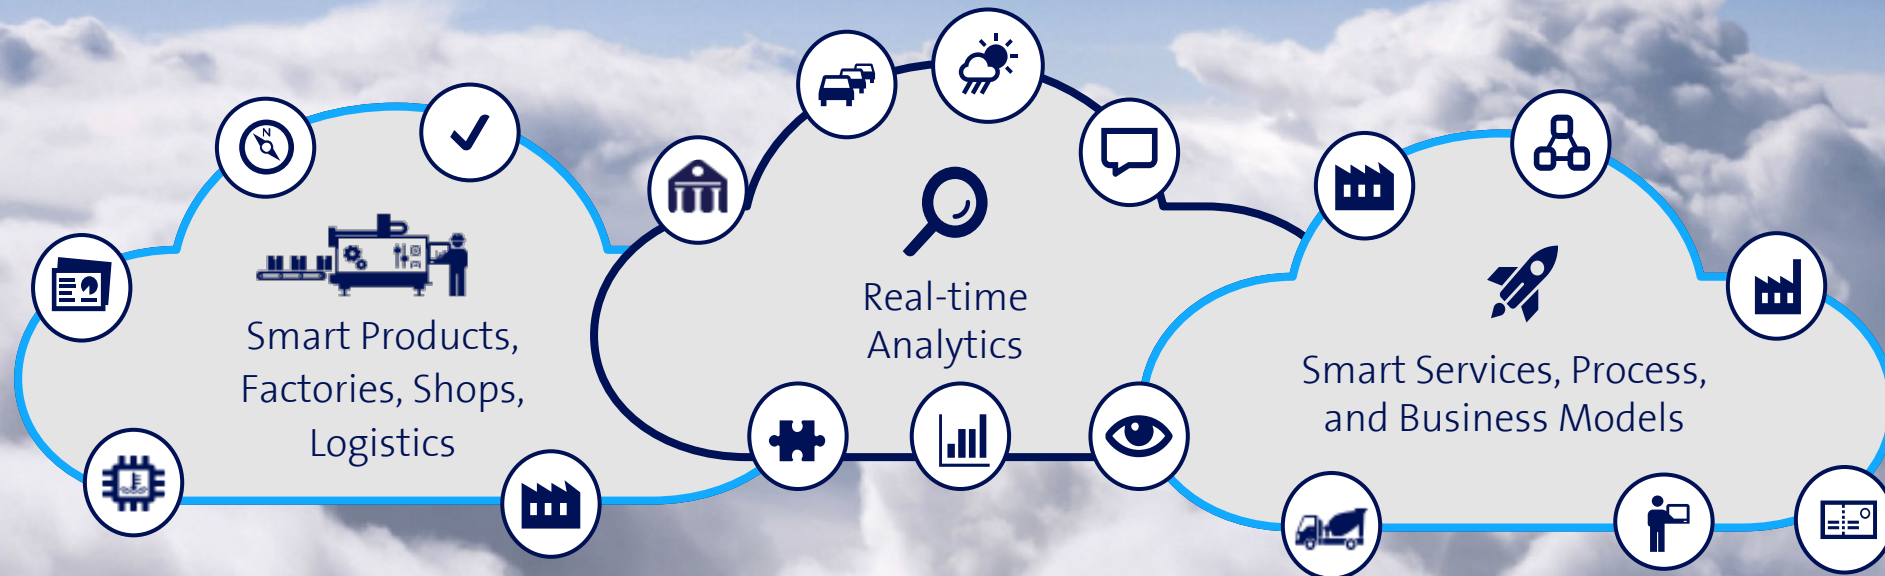 N
Smart Products,
Factories, Shops,
Logistics
Real-time
Analytics
Smart Services, Process,
and Business Models